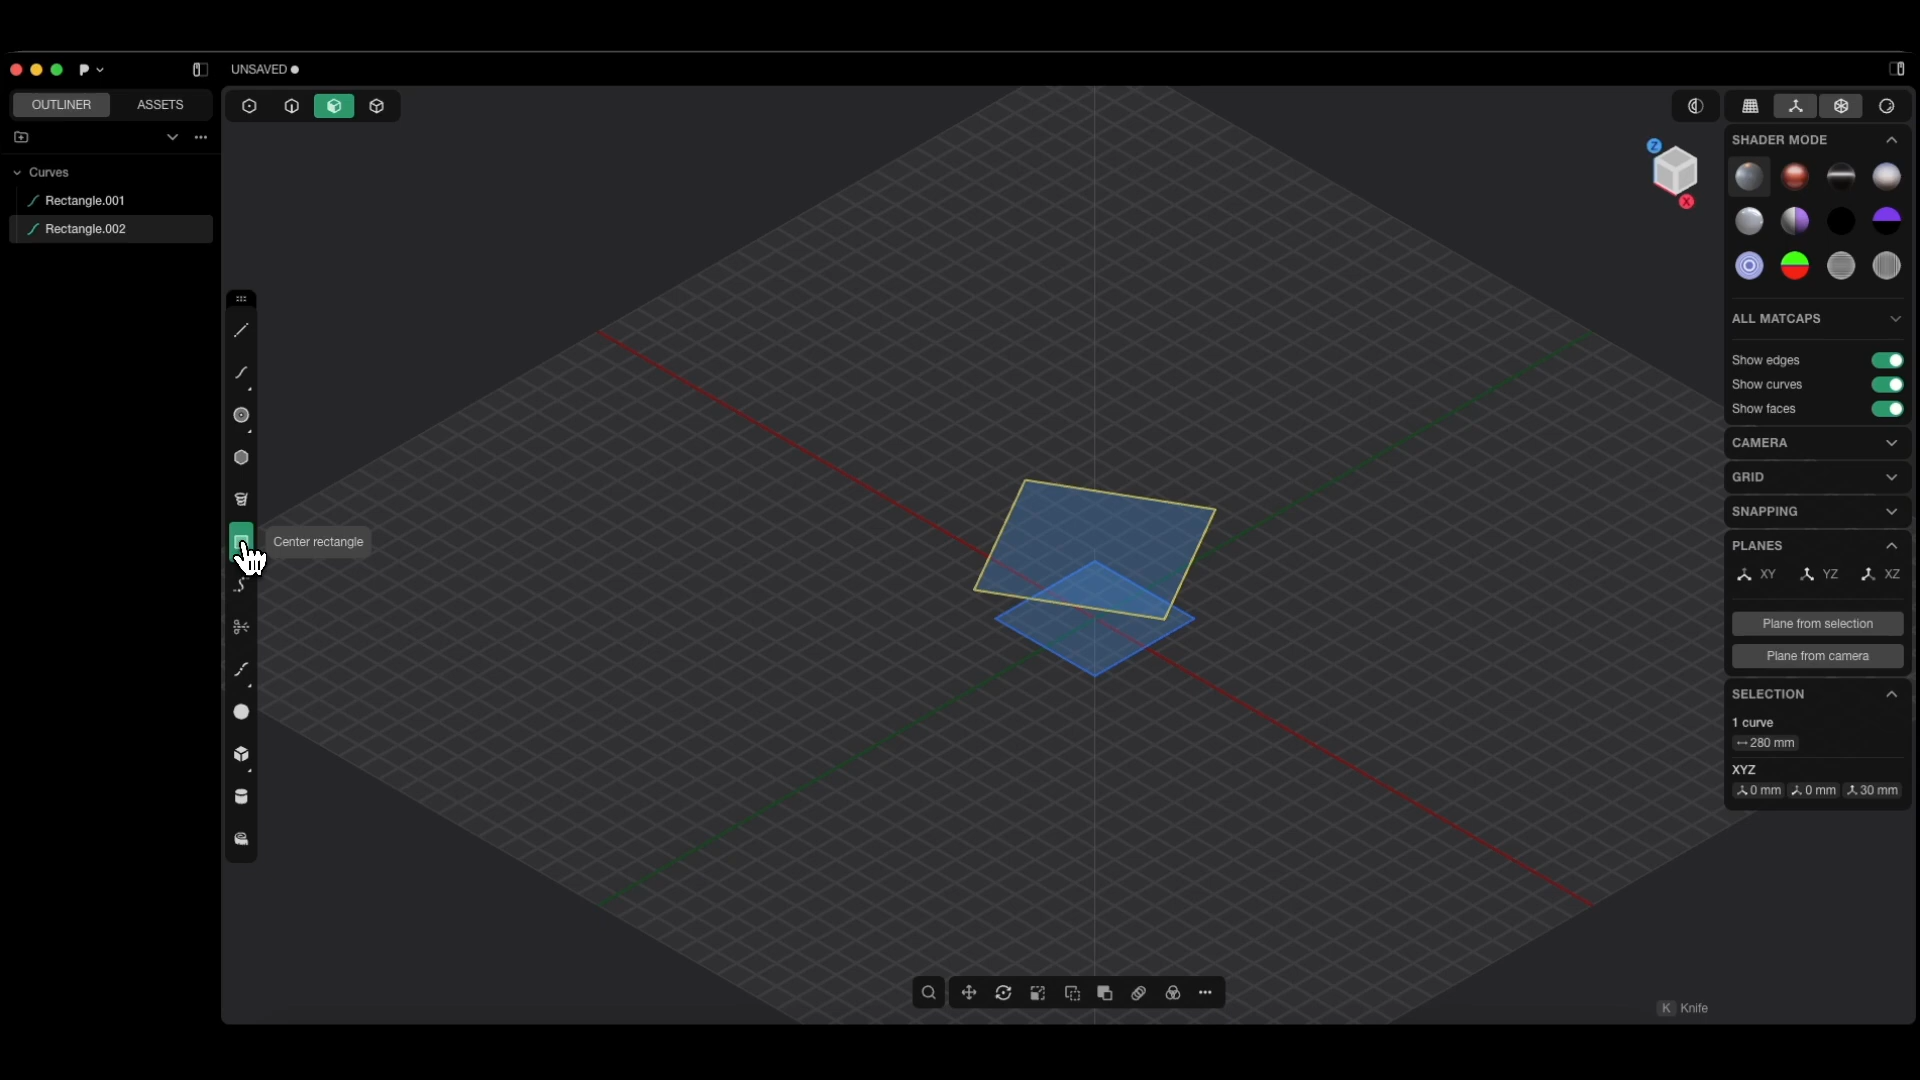 UNSAVED
OUTLINER
ASSETS
Curves
Rectangle.001
Rectangle.002
Center rectangle
Z
X
SHADER MODE
ALL MATCAPS
Show edges
Show curves
Show faces
CAMERA
GRID
SNAPPING
PLANES
XY YZ XZ
Plane from selection
Plane from camera
SELECTION
1 curve
280 mm
XYZ
0 mm 0 mm 30 mm
K Knife